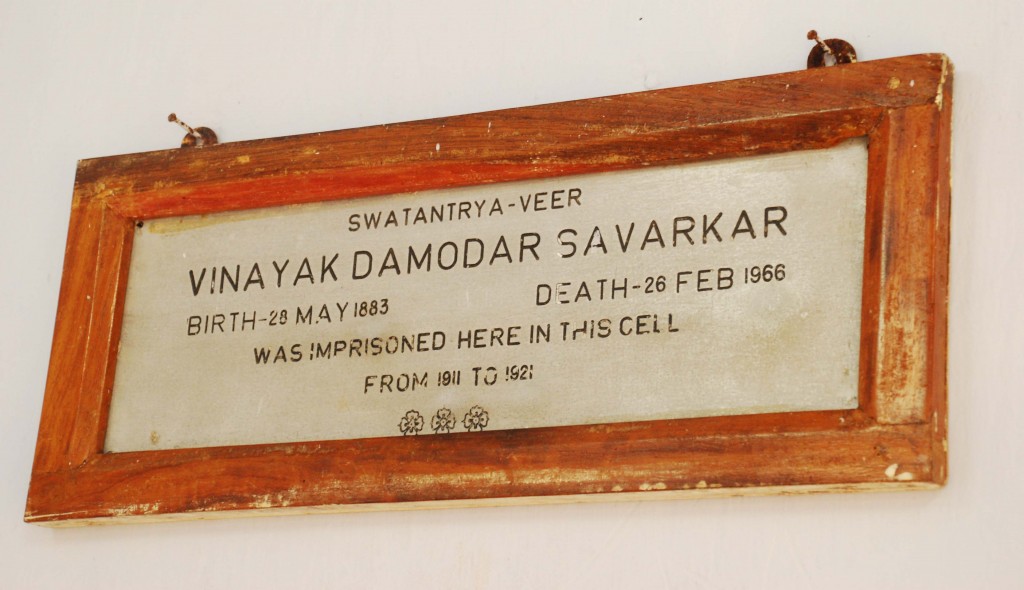 SWATANTRYA-VEER
VINAYAK DAMODAR SAVARKAR
BIRTH-28 MAY 1883 DEATH-26 FEB 1966
WAS IMPRISONED HERE IN THIS CELL
FROM 1911 TO 1921